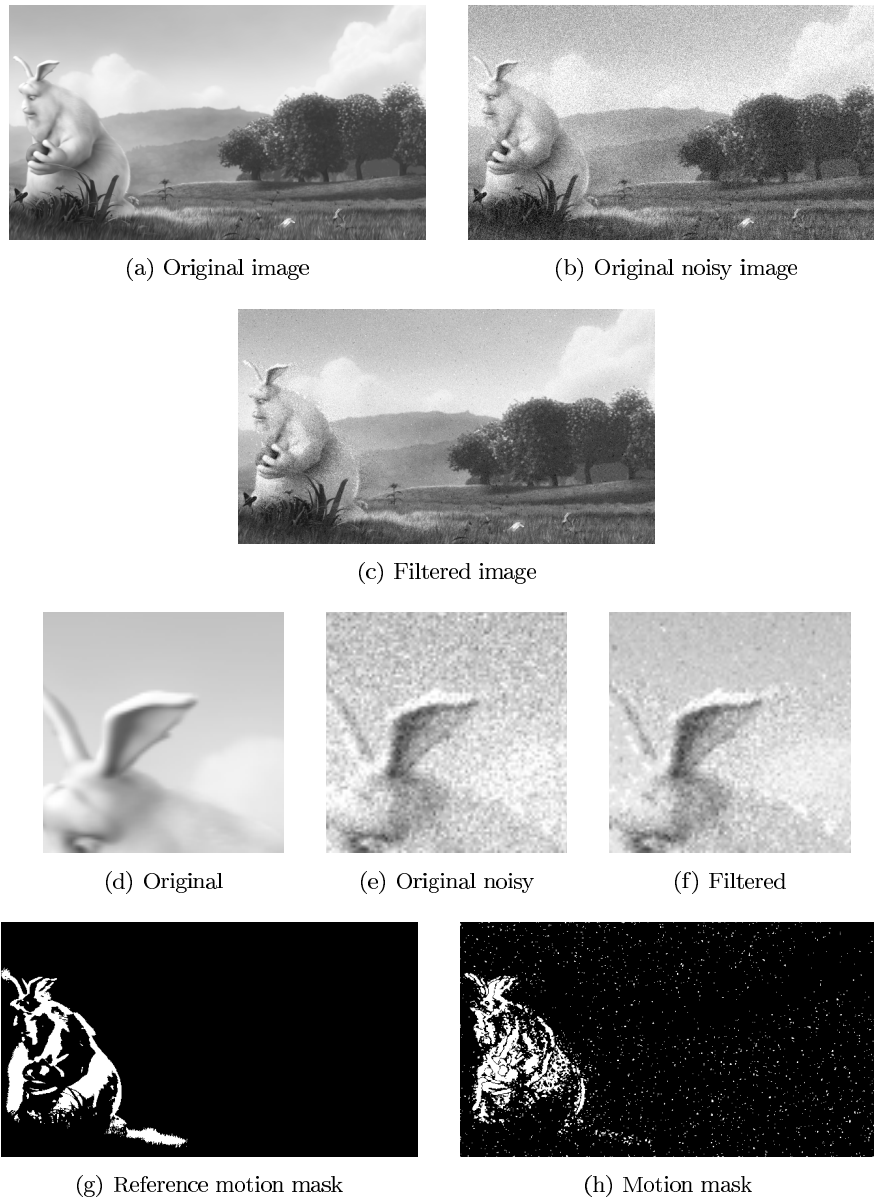 (a) Original image
(b) Original noisy image
(c) Filtered image
(d) Original
(e) Original noisy
(f) Filtered
(g) Reference motion mask
(h) Motion mask